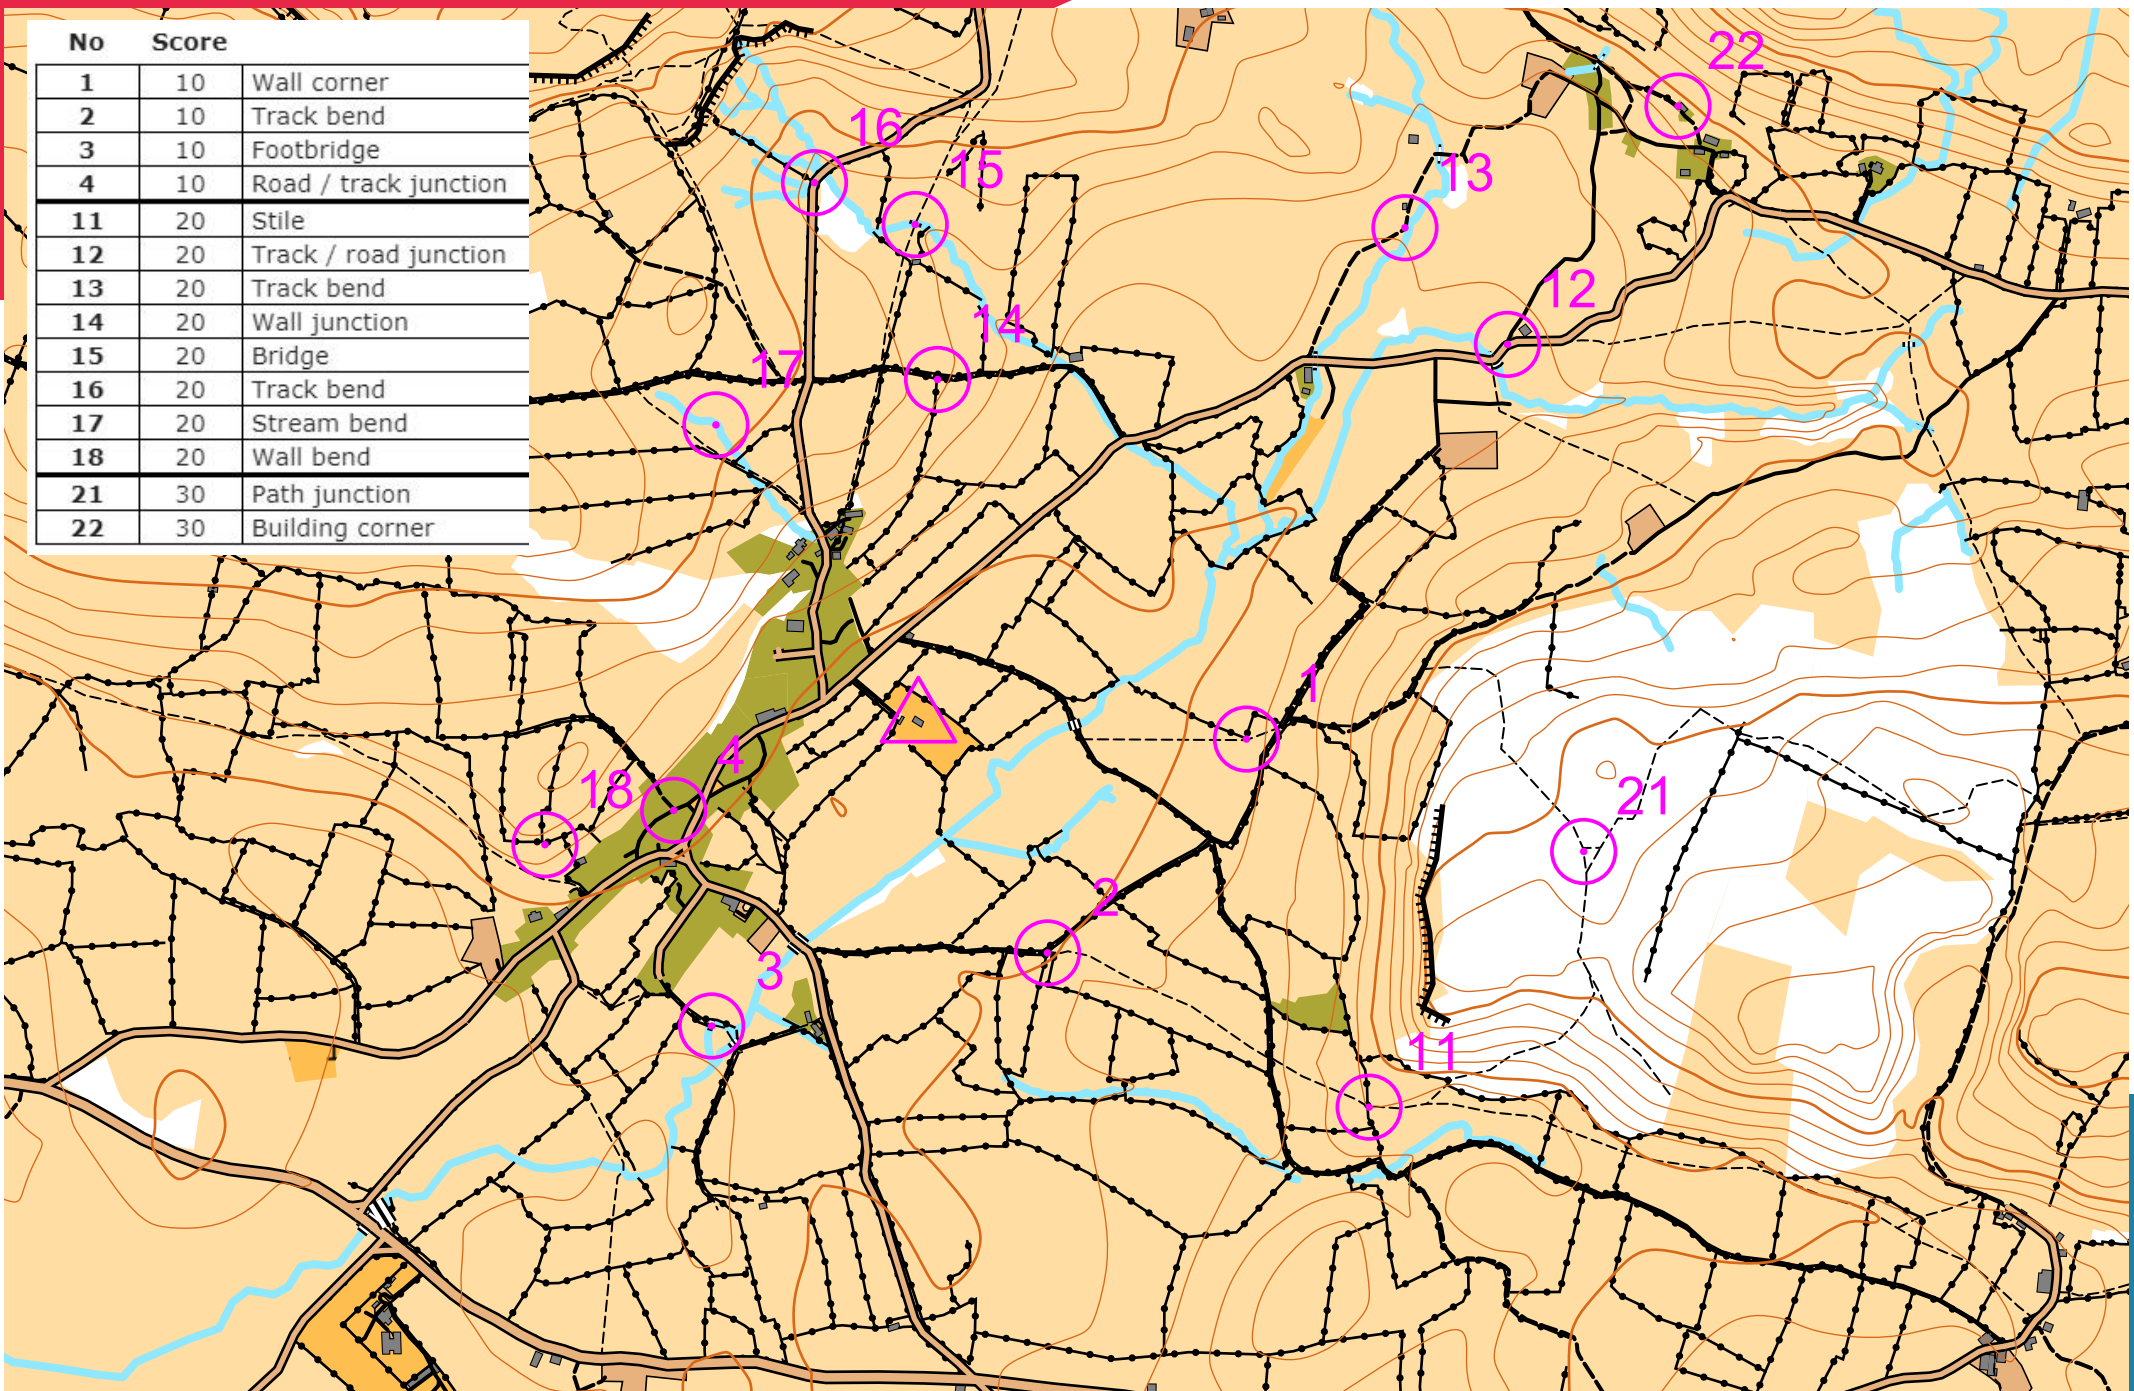 No Score
1 10 Wall corner
2 10 Track bend
3 10 Footbridge
4 10 Road / track junction
11 20 Stile
12 20 Track / road junction
13 20 Track bend
14 20 Wall junction
15 20 Bridge
16 20 Track bend
17 20 Stream bend
18 20 Wall bend
21 30 Path junction
22 30 Building corner
22
16
15
13
12
14
17
1
4
18
21
2
3
11